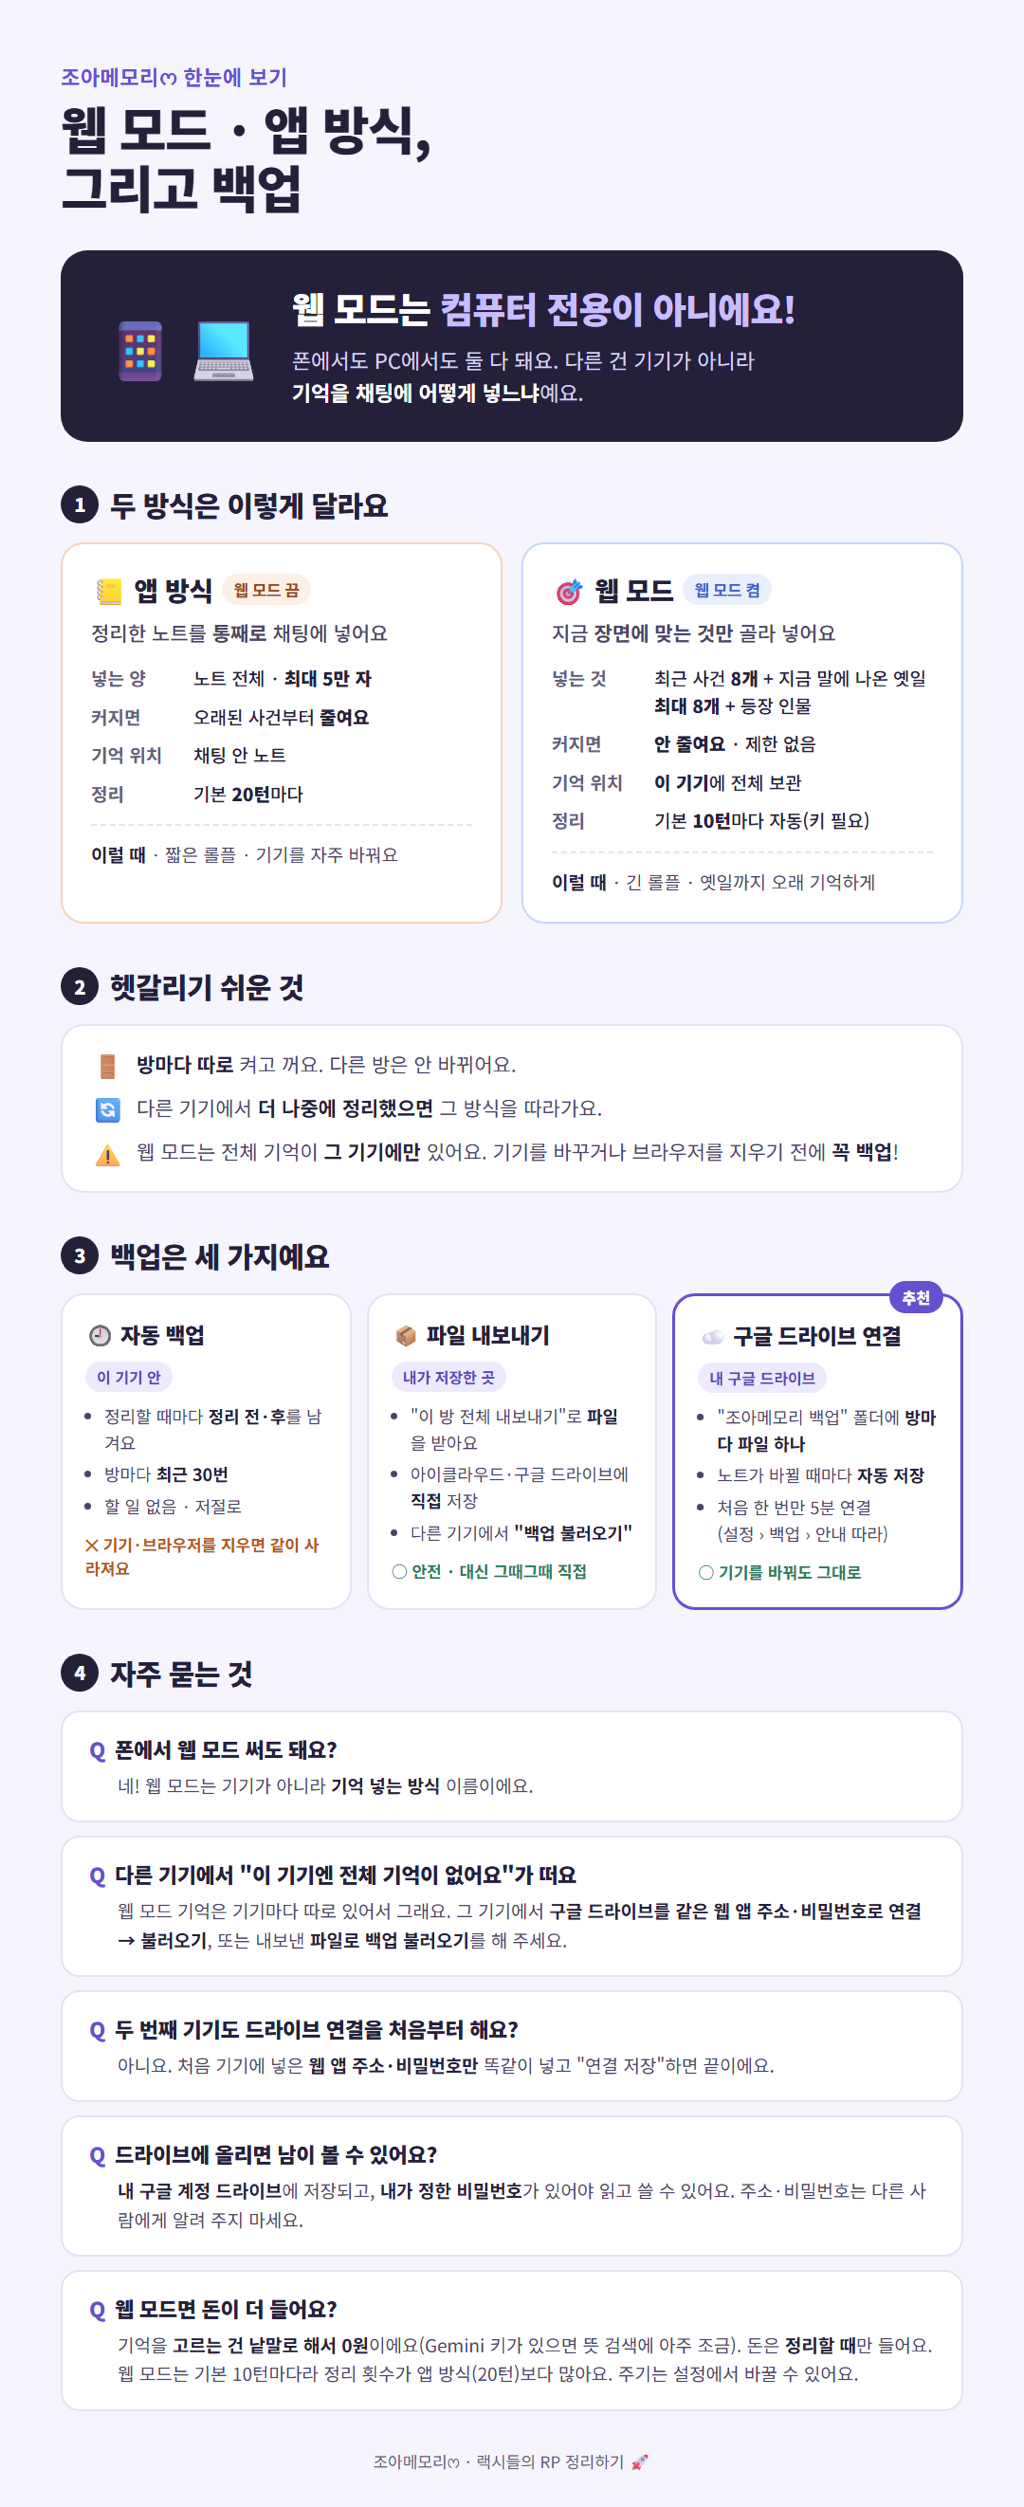 조아메모리ෆ 한눈에 보기
웹 모드 · 앱 방식,
그리고 백업
웹 모드는 컴퓨터 전용이 아니에요!
폰에서도 PC에서도 둘 다 돼요. 다른 건 기기가 아니라
기억을 채팅에 어떻게 넣느냐예요.
1 두 방식은 이렇게 달라요
앱 방식 웹 모드 끔
정리한 노트를 통째로 채팅에 넣어요
넣는 양 노트 전체 · 최대 5만 자
커지면 오래된 사건부터 줄여요
기억 위치 채팅 안 노트
정리 기본 20턴마다
이럴 때 · 짧은 롤플 · 기기를 자주 바꿔요
웹 모드 웹 모드 켬
지금 장면에 맞는 것만 골라 넣어요
넣는 것 최근 사건 8개 + 지금 말에 나온 옛일
최대 8개 + 등장 인물
커지면 안 줄여요 · 제한 없음
기억 위치 이 기기에 전체 보관
정리 기본 10턴마다 자동(키 필요)
이럴 때 · 긴 롤플 · 옛일까지 오래 기억하게
2 헷갈리기 쉬운 것
방마다 따로 켜고 꺼요. 다른 방은 안 바뀌어요.
다른 기기에서 더 나중에 정리했으면 그 방식을 따라가요.
웹 모드는 전체 기억이 그 기기에만 있어요. 기기를 바꾸거나 브라우저를 지우기 전에 꼭 백업!
3 백업은 세 가지예요
자동 백업
이 기기 안
• 정리할 때마다 정리 전·후를 남
겨요
• 방마다 최근 30번
• 할 일 없음 · 저절로
✕ 기기·브라우저를 지우면 같이 사
라져요
파일 내보내기
내가 저장한 곳
• "이 방 전체 내보내기"로 파일
을 받아요
• 아이클라우드·구글 드라이브에
직접 저장
• 다른 기기에서 "백업 불러오기"
○ 안전 · 대신 그때그때 직접
추천
구글 드라이브 연결
내 구글 드라이브
• "조아메모리 백업" 폴더에 방마
다 파일 하나
• 노트가 바뀔 때마다 자동 저장
• 처음 한 번만 5분 연결
(설정 › 백업 › 안내 따라)
○ 기기를 바꿔도 그대로
4 자주 묻는 것
Q 폰에서 웹 모드 써도 돼요?
네! 웹 모드는 기기가 아니라 기억 넣는 방식 이름이에요.
Q 다른 기기에서 "이 기기엔 전체 기억이 없어요"가 떠요
웹 모드 기억은 기기마다 따로 있어서 그래요. 그 기기에서 구글 드라이브를 같은 웹 앱 주소·비밀번호로 연결
→ 불러오기, 또는 내보낸 파일로 백업 불러오기를 해 주세요.
Q 두 번째 기기도 드라이브 연결을 처음부터 해요?
아니요. 처음 기기에 넣은 웹 앱 주소·비밀번호만 똑같이 넣고 "연결 저장"하면 끝이에요.
Q 드라이브에 올리면 남이 볼 수 있어요?
내 구글 계정 드라이브에 저장되고, 내가 정한 비밀번호가 있어야 읽고 쓸 수 있어요. 주소·비밀번호는 다른 사
람에게 알려 주지 마세요.
Q 웹 모드면 돈이 더 들어요?
기억을 고르는 건 낱말로 해서 0원이에요(Gemini 키가 있으면 뜻 검색에 아주 조금). 돈은 정리할 때만 들어요.
웹 모드는 기본 10턴마다라 정리 횟수가 앱 방식(20턴)보다 많아요. 주기는 설정에서 바꿀 수 있어요.
조아메모리ෆ · 랙시들의 RP 정리하기 🚀